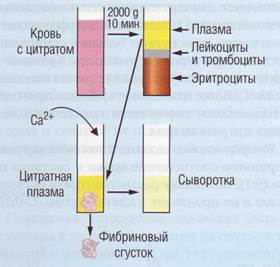 Кровь
с цитратом
2000 g
10 мин
Плазма
Лейкоциты
и тромбоциты
Эритроциты
Ca2+
Цитратная
плазма
Сыворотка
Фибриновый
сгусток